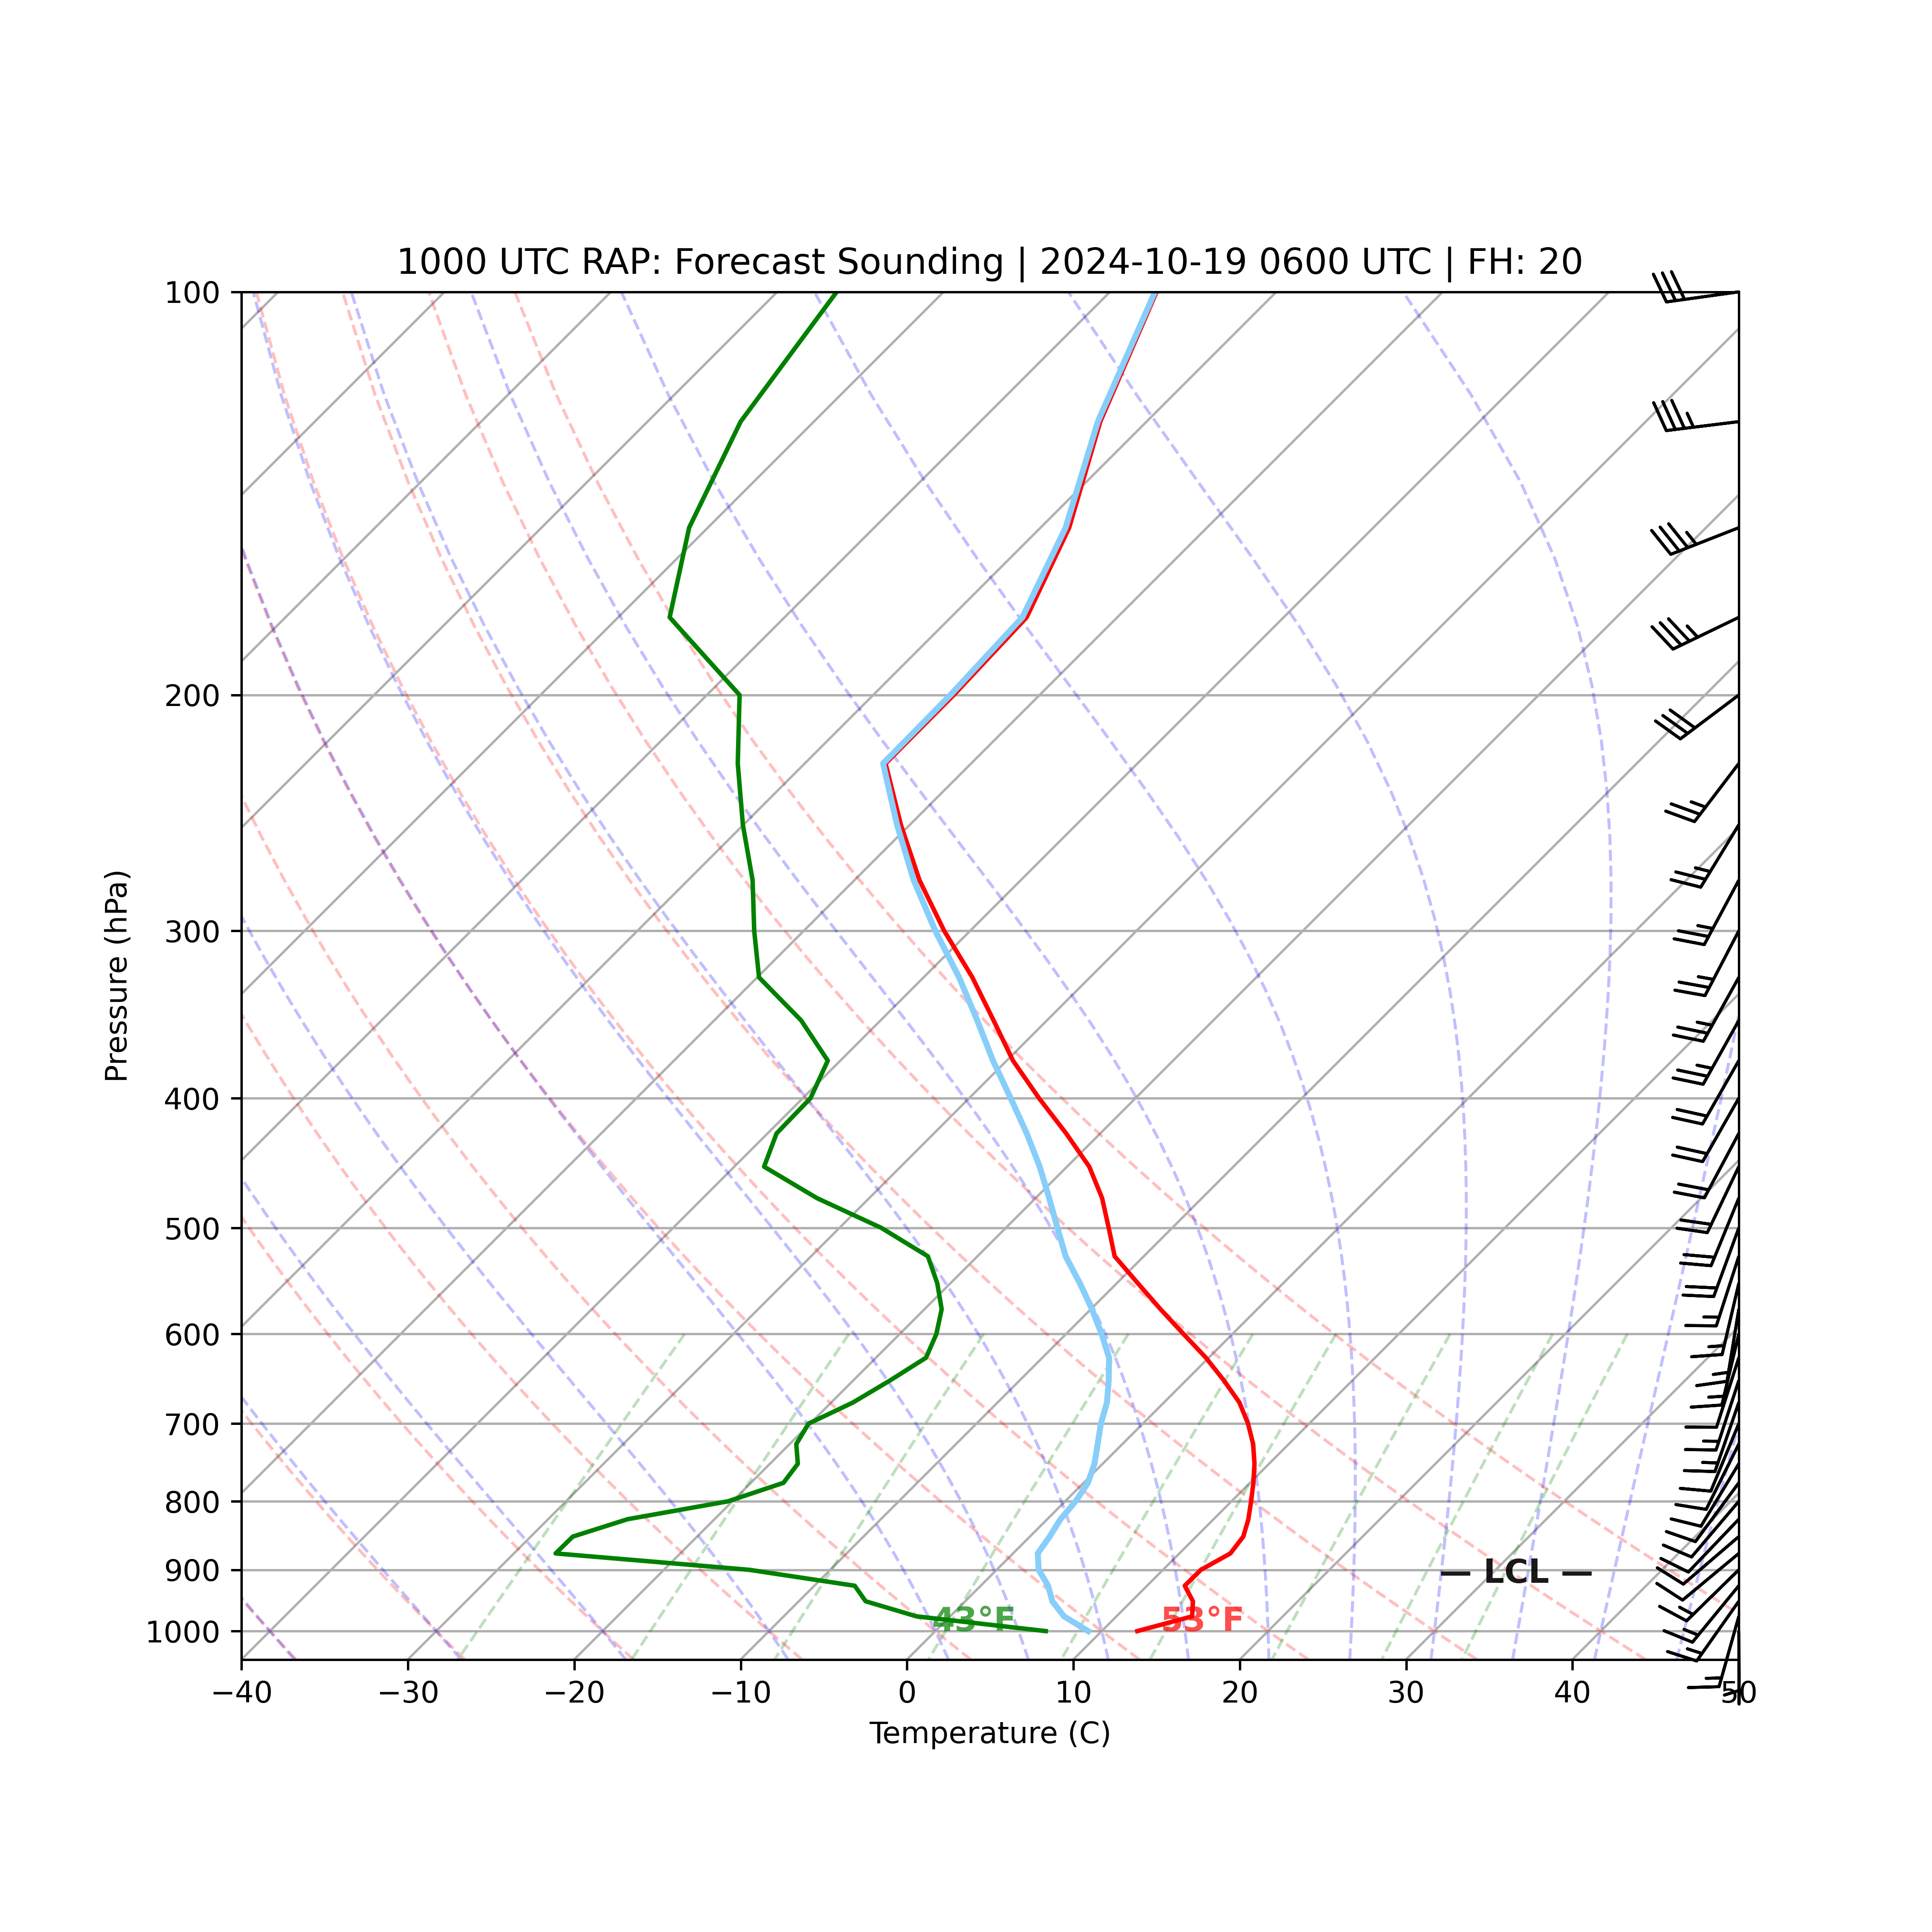 1000 UTC RAP: Forecast Sounding | 2024-10-19 0600 UTC | FH: 20
100
200
300
400
500
600
700
800
900
1000
Pressure (hPa)
— LCL —
43°F
53°F
−40 −30 −20 −10 0 10 20 30 40 50
Temperature (C)